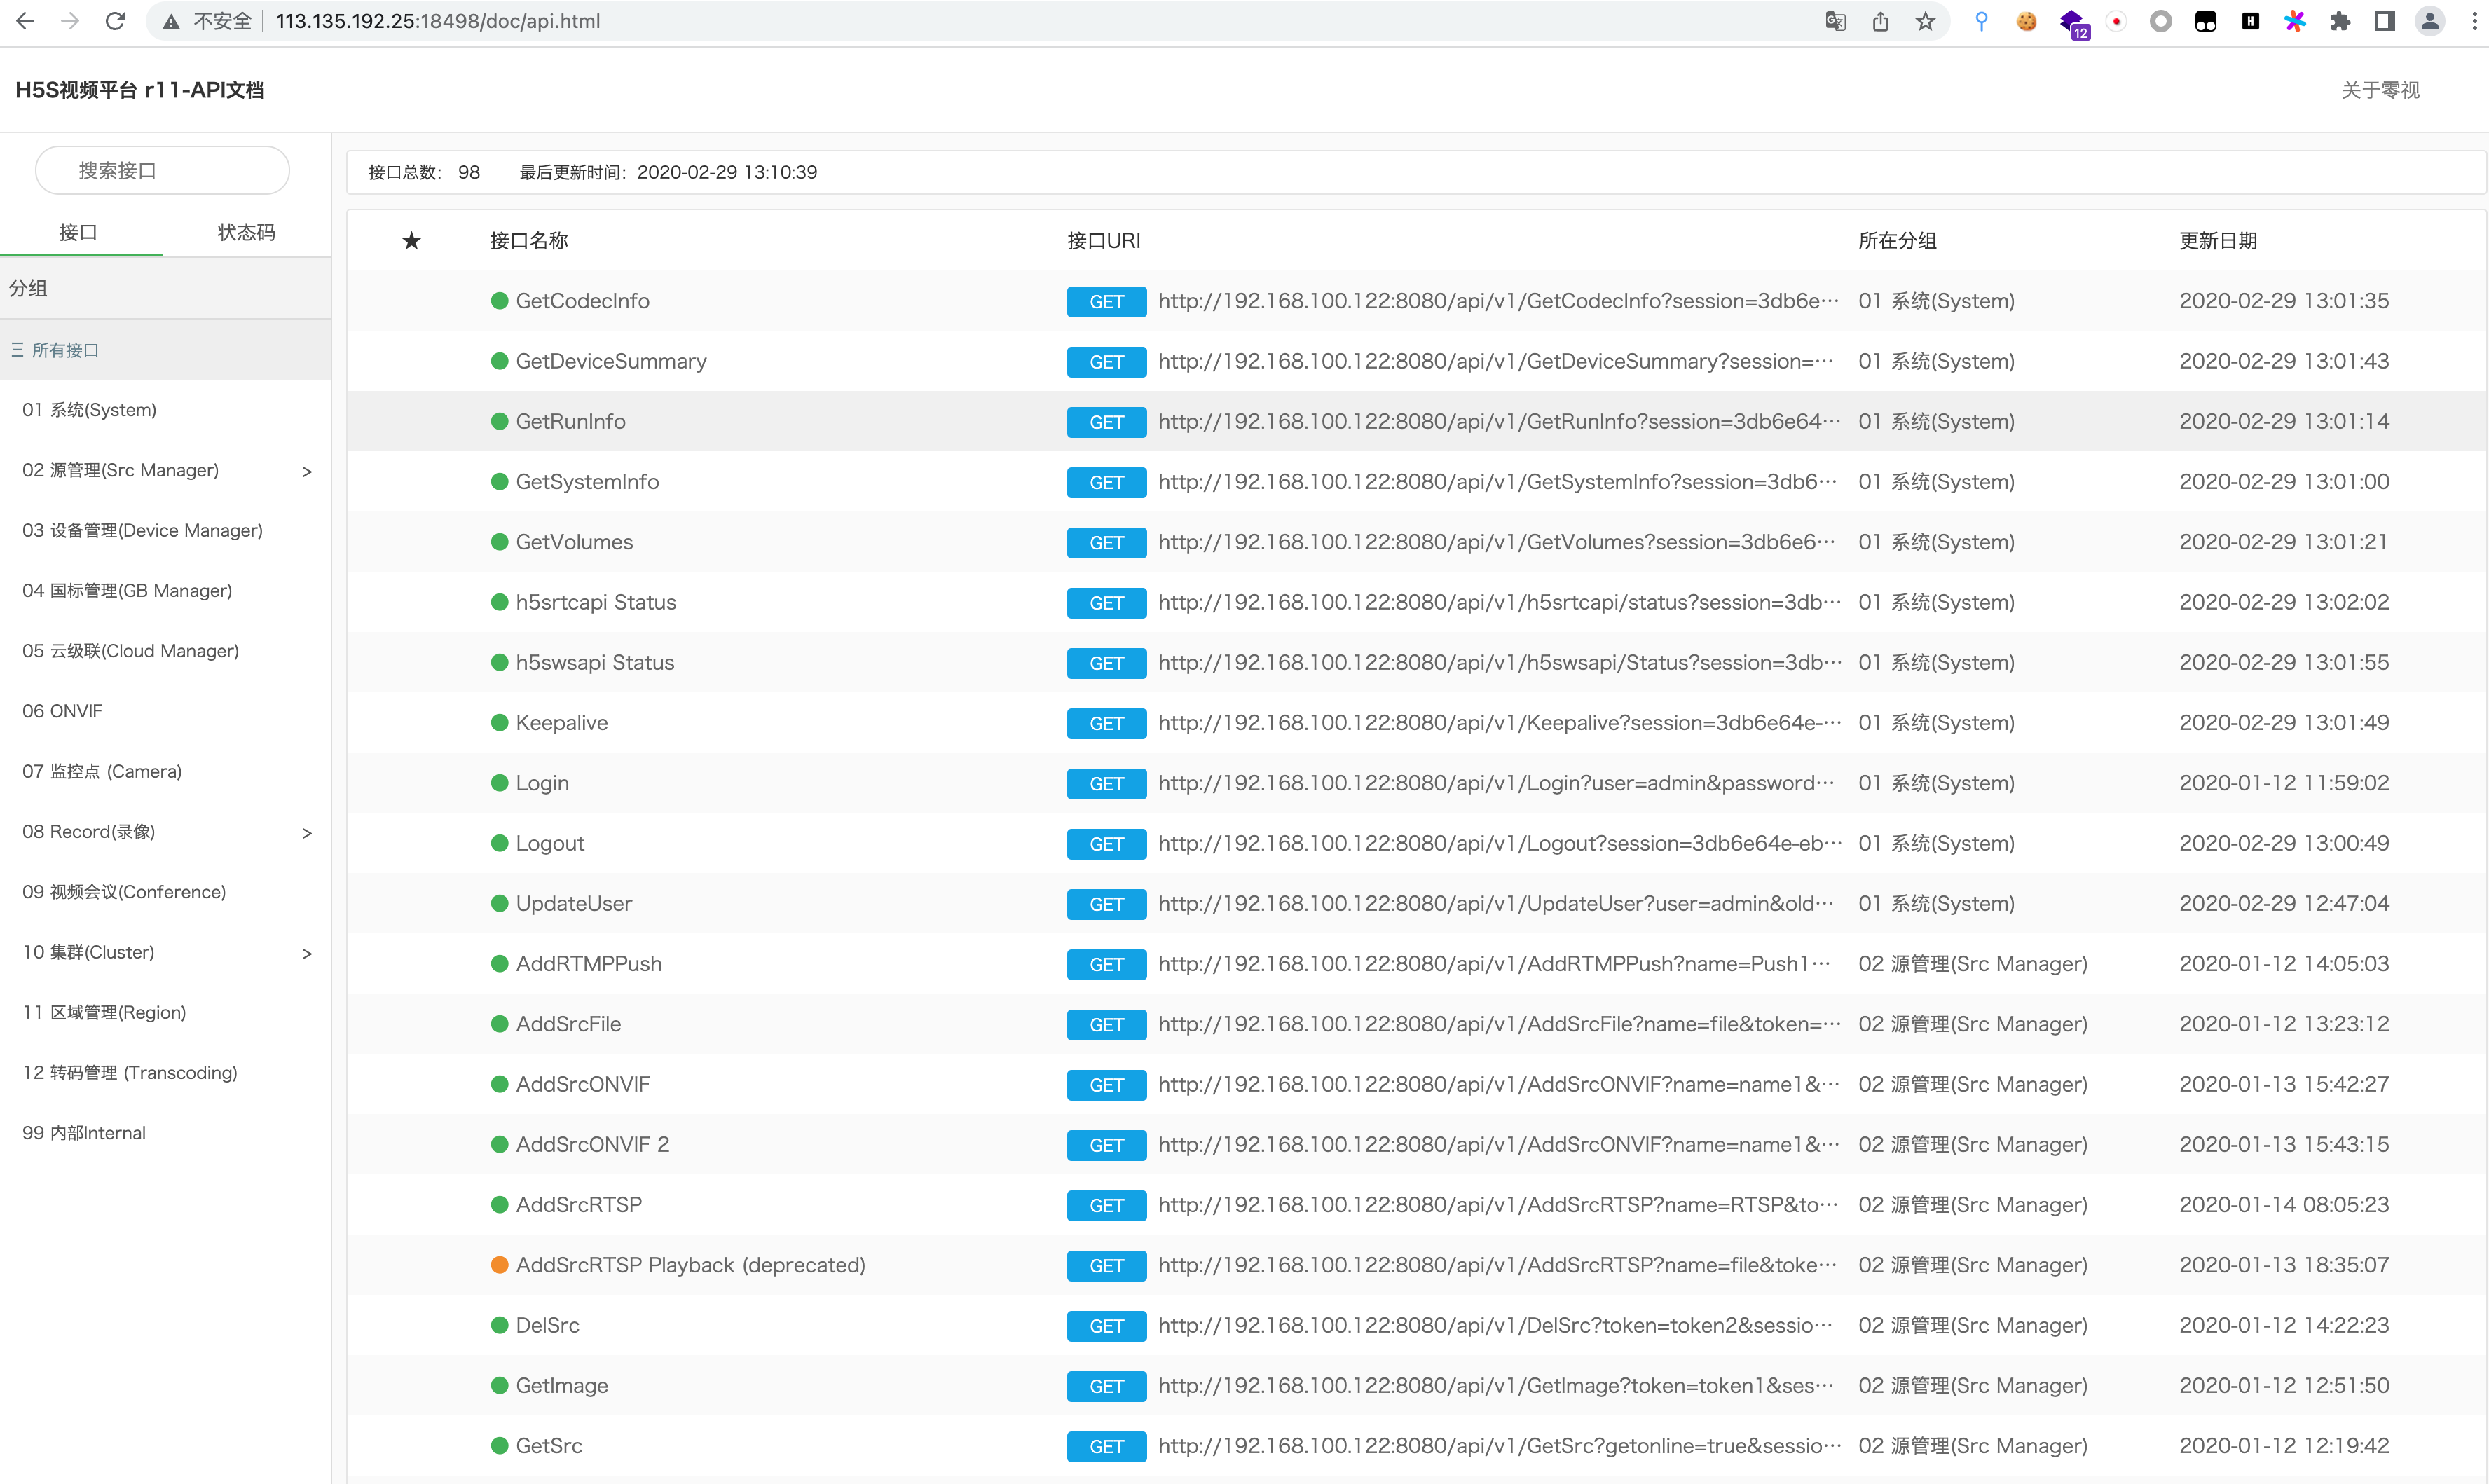 不安全 113.135.192.25:18498/doc/api.html
12
H5S视频平台 r11-API文档
关于零视
搜索接口
接口 状态码
分组
三 所有接口
01 系统(System)
02 源管理(Src Manager) >
03 设备管理(Device Manager)
04 国标管理(GB Manager)
05 云级联(Cloud Manager)
06 ONVIF
07 监控点 (Camera)
08 Record(录像) >
09 视频会议(Conference)
10 集群(Cluster) >
11 区域管理(Region)
12 转码管理 (Transcoding)
99 内部Internal
接口总数： 98 最后更新时间：2020-02-29 13:10:39
★ 接口名称 接口URI 所在分组 更新日期
GetCodecInfo GET http://192.168.100.122:8080/api/v1/GetCodecInfo?session=3db6e··· 01 系统(System) 2020-02-29 13:01:35
GetDeviceSummary GET http://192.168.100.122:8080/api/v1/GetDeviceSummary?session=··· 01 系统(System) 2020-02-29 13:01:43
GetRunInfo GET http://192.168.100.122:8080/api/v1/GetRunInfo?session=3db6e64··· 01 系统(System) 2020-02-29 13:01:14
GetSystemInfo GET http://192.168.100.122:8080/api/v1/GetSystemInfo?session=3db6··· 01 系统(System) 2020-02-29 13:01:00
GetVolumes GET http://192.168.100.122:8080/api/v1/GetVolumes?session=3db6e6··· 01 系统(System) 2020-02-29 13:01:21
h5srtcapi Status GET http://192.168.100.122:8080/api/v1/h5srtcapi/status?session=3db··· 01 系统(System) 2020-02-29 13:02:02
h5swsapi Status GET http://192.168.100.122:8080/api/v1/h5swsapi/Status?session=3db··· 01 系统(System) 2020-02-29 13:01:55
Keepalive GET http://192.168.100.122:8080/api/v1/Keepalive?session=3db6e64e-··· 01 系统(System) 2020-02-29 13:01:49
Login GET http://192.168.100.122:8080/api/v1/Login?user=admin&password··· 01 系统(System) 2020-01-12 11:59:02
Logout GET http://192.168.100.122:8080/api/v1/Logout?session=3db6e64e-eb··· 01 系统(System) 2020-02-29 13:00:49
UpdateUser GET http://192.168.100.122:8080/api/v1/UpdateUser?user=admin&old··· 01 系统(System) 2020-02-29 12:47:04
AddRTMPPush GET http://192.168.100.122:8080/api/v1/AddRTMPPush?name=Push1··· 02 源管理(Src Manager) 2020-01-12 14:05:03
AddSrcFile GET http://192.168.100.122:8080/api/v1/AddSrcFile?name=file&token=··· 02 源管理(Src Manager) 2020-01-12 13:23:12
AddSrcONVIF GET http://192.168.100.122:8080/api/v1/AddSrcONVIF?name=name1&··· 02 源管理(Src Manager) 2020-01-13 15:42:27
AddSrcONVIF 2 GET http://192.168.100.122:8080/api/v1/AddSrcONVIF?name=name1&··· 02 源管理(Src Manager) 2020-01-13 15:43:15
AddSrcRTSP GET http://192.168.100.122:8080/api/v1/AddSrcRTSP?name=RTSP&to··· 02 源管理(Src Manager) 2020-01-14 08:05:23
AddSrcRTSP Playback (deprecated) GET http://192.168.100.122:8080/api/v1/AddSrcRTSP?name=file&toke··· 02 源管理(Src Manager) 2020-01-13 18:35:07
DelSrc GET http://192.168.100.122:8080/api/v1/DelSrc?token=token2&sessio··· 02 源管理(Src Manager) 2020-01-12 14:22:23
GetImage GET http://192.168.100.122:8080/api/v1/GetImage?token=token1&ses··· 02 源管理(Src Manager) 2020-01-12 12:51:50
GetSrc GET http://192.168.100.122:8080/api/v1/GetSrc?getonline=true&sessio··· 02 源管理(Src Manager) 2020-01-12 12:19:42